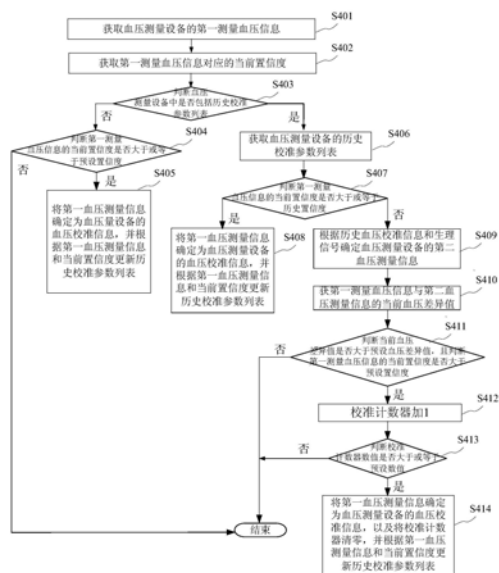 S401
获取血压测量设备的第一测量血压信息
S402
获取第一测量血压信息对应的当前置信度
S403
判断血压
测量设备中是否包括历史校准
参数列表
否
是
S404
判断第一测量
血压信息的当前置信度是否大于或等
于预设置信度
否
是
S405
将第一血压测量信息
确定为血压量设备的
血压校准信息，并根
据第一血压测量信息
和当前置信度更新历
史校准参数列表
S406
获取血压测量设备的历史
校准参数列表
S407
判断第一测量
血压信息的当前置信度是否大于或等于
历史置信度
是
否
S408
将第一血压测量信息
确定为血压测量设备
的血压校准信息，并
根据第一血压测量信
息和当前置信度更新
历史校准参数列表
S409
根据历史血压校准信息和生理
信号确定血压测量设备的第二
血压测量信息
S410
获第一测量血压信息与第二血
压测量信息的当前血压差异值
S411
判断当前血压
差异值是否大于预设血压差异值，且判断
第一测量血压信息的当前置信度是否大于
预设置信度
否
是
S412
校准计数器加1
S413
判断校准
计数器数值是否大于或等于
预设数值
否
是
S414
将第一血压测量信息确定
为血压测量设备的血压校
准信息，以及将校准计数
器清零，并根据第一血压
测量信息和当前置信度更
新历史校准参数列表
结束